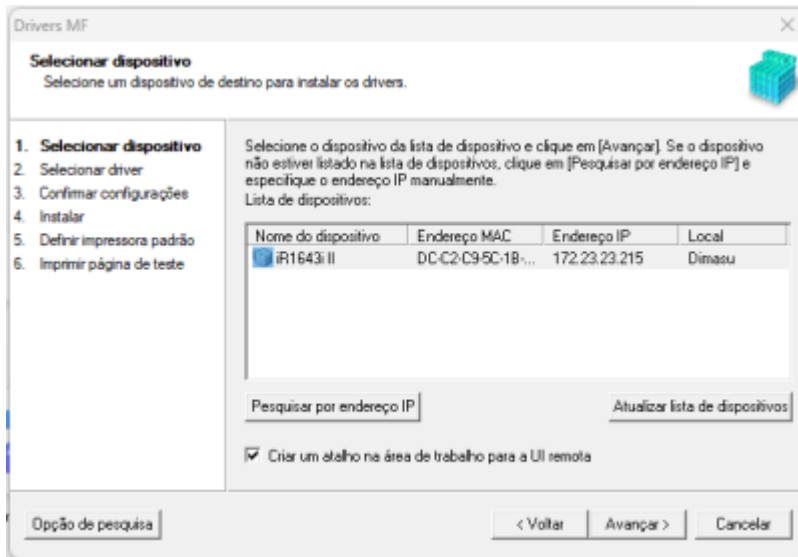 Drivers MF
Selecionar dispositivo
Selecione um dispositivo de destino para instalar os drivers.
1. Selecionar dispositivo
2. Selecionar driver
3. Confirmar configurações
4. Instalar
5. Definir impressora padrão
6. Imprimir página de teste
Selecione o dispositivo da lista de dispositivo e clique em [Avançar]. Se o dispositivo
não estiver listado na lista de dispositivos, clique em [Pesquisar por endereço IP] e
especifique o endereço IP manualmente.
Lista de dispositivos:
Nome do dispositivo Endereço MAC Endereço IP Local
iR1643i II DC-C2-C9-5C-1B-... 172.23.23.215 Dimasu
Pesquisar por endereço IP Atualizar lista de dispositivos
Criar um atalho na área de trabalho para a UI remota
Opção de pesquisa < Voltar Avançar > Cancelar